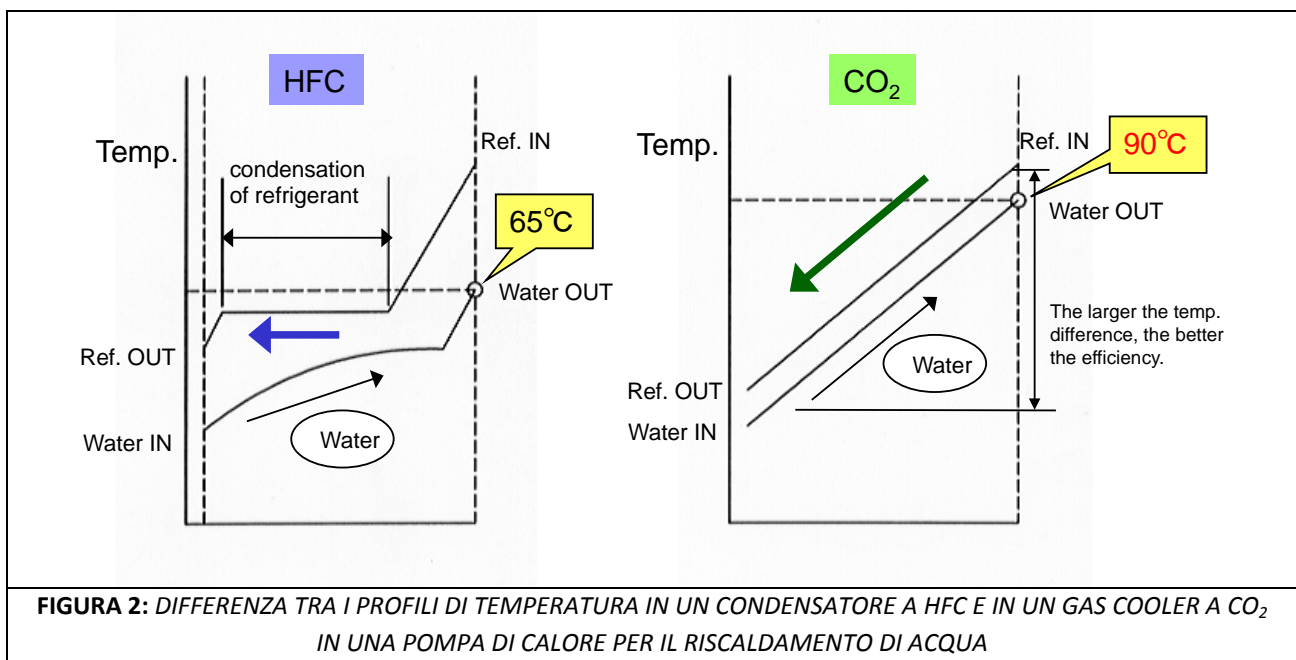 HFC
Temp.
condensation
of refrigerant
Ref. IN
65°C
Water OUT
Ref. OUT
Water IN
Water
CO₂
Temp.
Ref. IN
90°C
Water OUT
The larger the temp.
difference, the better
the efficiency.
Water
Ref. OUT
Water IN
FIGURA 2: DIFFERENZA TRA I PROFILI DI TEMPERATURA IN UN CONDENSATORE A HFC E IN UN GAS COOLER A CO₂
IN UNA POMPA DI CALORE PER IL RISCALDAMENTO DI ACQUA